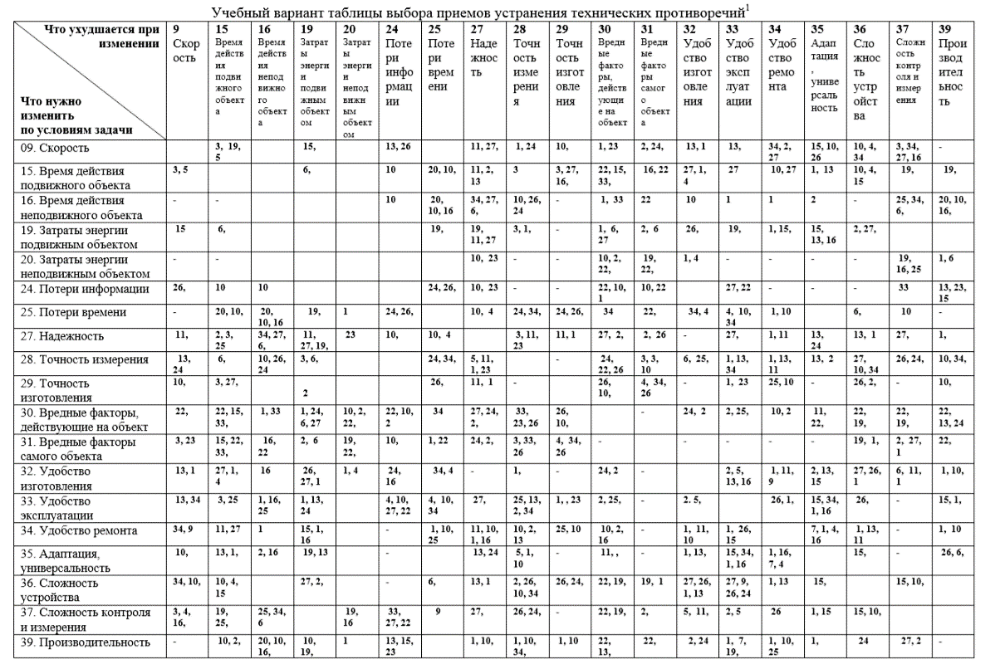 Учебный вариант таблицы выбора приемов устранения технических противоречий1
Что ухудшается при изменении | 9 Скорость | 15 Время действия подвижного объекта | 16 Время действия неподвижного объекта | 19 Затраты энергии подвижным объектом | 20 Затраты энергии неподвижным объектом | 24 Потери информации | 25 Потери времени | 27 Надежность | 28 Точность измерения | 29 Точность изготовления | 30 Вредные факторы, действующие на объект | 31 Вредные факторы самого объекта | 32 Удобство изготовления | 33 Удобство эксплуатации | 34 Удобство ремонта | 35 Адаптация, универсальность | 36 Сложность устройства | 37 Сложность контроля и измерения | 39 Производительность
Что нужно изменить по условиям задачи
09. Скорость | | 3, 19, 5 | | 15, | | 13, 26 | | 11, 27, | 1, 24 | 10, | 1, 23 | 2, 24, | 13, 1 | 13, | 34, 2, 27 | 15, 10, 26 | 10, 4, 34 | 3, 34, 27, 16 | -
15. Время действия подвижного объекта | 3, 5 | | | 6, | | 10 | 20, 10, | 11, 2, 13 | 3 | 3, 27, 16, | 22, 15, 33, | 16, 22 | 27, 1, 4 | 27 | 10, 27 | 1, 13 | 10, 4, 15 | 19, | 19,
16. Время действия неподвижного объекта | - | - | | | | 10 | 20, 10, 16 | 34, 27, 6, | 10, 26, 24 | - | 1, 33 | 22 | 10 | 1 | 1 | 2 | | 25, 34, 6, | 20, 10, 16,
19. Затраты энергии подвижным объектом | 15 | 6, | | | | | 19, | 19, 11, 27 | 3, 1, | - | 1, 6, 27 | 2, 6 | 26, | 19, | 1, 15, | 15, 13, 16 | 2, 27, | |
20. Затраты энергии неподвижным объектом | - | - | | | | | | 10, 23 | - | - | 10, 2, 22, | 19, 22, | 1, 4 | - | - | - | - | 19, 16, 25 | 1, 6
24. Потери информации | 26, | 10 | 10 | | | | 24, 26, | 10, 23 | - | - | 22, 10, 1 | 10, 22 | | 27, 22 | - | - | - | 33 | 13, 23, 15
25. Потери времени | - | 20, 10, | 20, 10, 16 | 19, | 1 | 24, 26, | | 10, 4 | 24, 34, | 24, 26, | 34 | 22, | 34, 4 | 4, 10, 34 | 1, 10 | | 6, | 10 | -
27. Надежность | 11, | 2, 3, 25 | 34, 27, 6, | 11, 27, 19, | 23 | 10, | 10, 4 | | 3, 11, 23 | 11, 1 | 27, 2, | 2, 26 | - | 27, | 1, 11 | 13, 24 | 13, 1 | 27, | 1,
28. Точность измерения | 13, 24 | 6, | 10, 26, 24 | 3, 6, | | | 24, 34, | 5, 11, 1, 23 | | - | 24, 22, 26 | 3, 3, 10 | 6, 25, | 1, 13, 34 | 1, 13, 11 | 13, 2 | 27, 10, 34 | 26, 24, | 10, 34,
29. Точность изготовления | 10, | 3, 27, | | 2 | | | 26, | 11, 1 | - | | 26, 10, | 4, 34, 26 | - | 1, 23 | 25, 10 | - | 26, 2, | - | 10,
30. Вредные факторы, действующие на объект | 22, | 22, 15, 33, | 1, 33 | 1, 24, 6, 27 | 10, 2, 22, | 22, 10, 2 | 34 | 27, 24, 2, | 33, 23, 26 | 26, 10, | | - | 24, 2 | 2, 25, | 10, 2 | 11, 22, | 22, 19, | 22, 19, | 22, 13, 24
31. Вредные факторы самого объекта | 3, 23 | 15, 22, 33, | 16, 22 | 2, 6 | 19, 22, | 10, | 1, 22 | 24, 2, | 3, 33, 26 | 4, 34, 26 | - | - | - | - | - | - | 19, 1, | 2, 27, 1 | 22,
32. Удобство изготовления | 13, 1 | 27, 1, 4 | 16 | 26, 27, 1 | 1, 4 | 24, 16 | 34, 4 | - | 1, | - | 24, 2 | - | | 2, 5, 13, 16 | 1, 11, 9 | 2, 13, 15 | 27, 26, 1 | 6, 11, 1 | 1, 10,
33. Удобство эксплуатации | 13, 34 | 3, 25 | 1, 16, 25 | 1, 13, 24 | | 4, 10, 27, 22 | 4, 10, 34 | 27, | 25, 13, 2, 34 | 1, , 23 | 2, 25, | - | 2. 5, | | 26, 1, | 15, 34, 1, 16 | 26, | - | 15, 1,
34. Удобство ремонта | 34, 9 | 11, 27 | 1 | 15, 1, 16 | | - | 1, 10, 25 | 11, 10, 1, 16 | 10, 2, 13 | 25, 10 | 10, 2, 16 | - | 1, 11, 10 | 1, 26, 15 | | 7, 1, 4, 16 | 1, 13, 11 | - | 1, 10
35. Адаптация, универсальность | 10, | 13, 1, | 2, 16 | 19, 13 | | - | | 13, 24 | 5, 1, 10 | - | 11, , | - | 1, 13, | 15, 34, 1, 16 | 1, 16, 7, 4 | | 15, | - | 26, 6,
36. Сложность устройства | 34, 10, | 10, 4, 15 | | 27, 2, | | - | 6, | 13, 1 | 2, 26, 10, 34 | 26, 24, | 22, 19, | 19, 1 | 27, 26, 1, 13 | 27, 9, 26, 24 | 1, 13 | 15, | | 15, 10, |
37. Сложность контроля и измерения | 3, 4, 16, | 19, 25, | 25, 34, 6 | | 19, 16 | 33, 27, 22 | 9 | 27, | 26, 24, | - | 22, 19, | 2, | 5, 11, | 2, 5 | 26 | 1, 15 | 15, 10, | |
39. Производительность | - | 10, 2, | 20, 10, 16, | 10, 19, | 1 | 13, 15, 23 | | 1, 10, | 1, 10, 34, | 1, 10 | 22, 13, | 22, | 2, 24 | 1, 7, 19, | 1, 10, 25 | 1, | 24 | 27, 2 | -